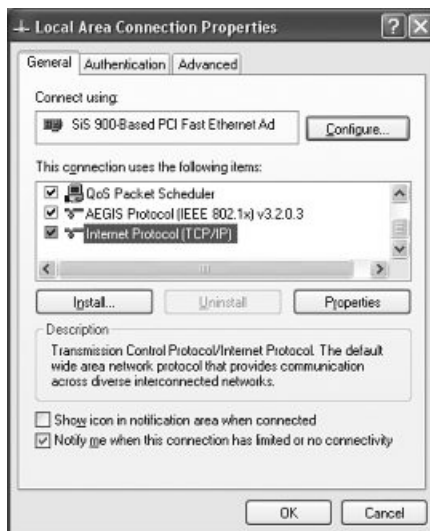 Local Area Connection Properties
General
Authentication
Advanced
Connect using:
SiS 900-Based PCI Fast Ethernet Ad
Configure...
This connection uses the following items:
QoS Packet Scheduler
AEGIS Protocol (IEEE 802.1x) v3.2.0.3
Internet Protocol (TCP/IP)
Install...
Uninstall
Properties
Description
Transmission Control Protocol/Internet Protocol. The default
wide area network protocol that provides communication
across diverse interconnected networks.
Show icon in notification area when connected
Notify me when this connection has limited or no connectivity
OK
Cancel